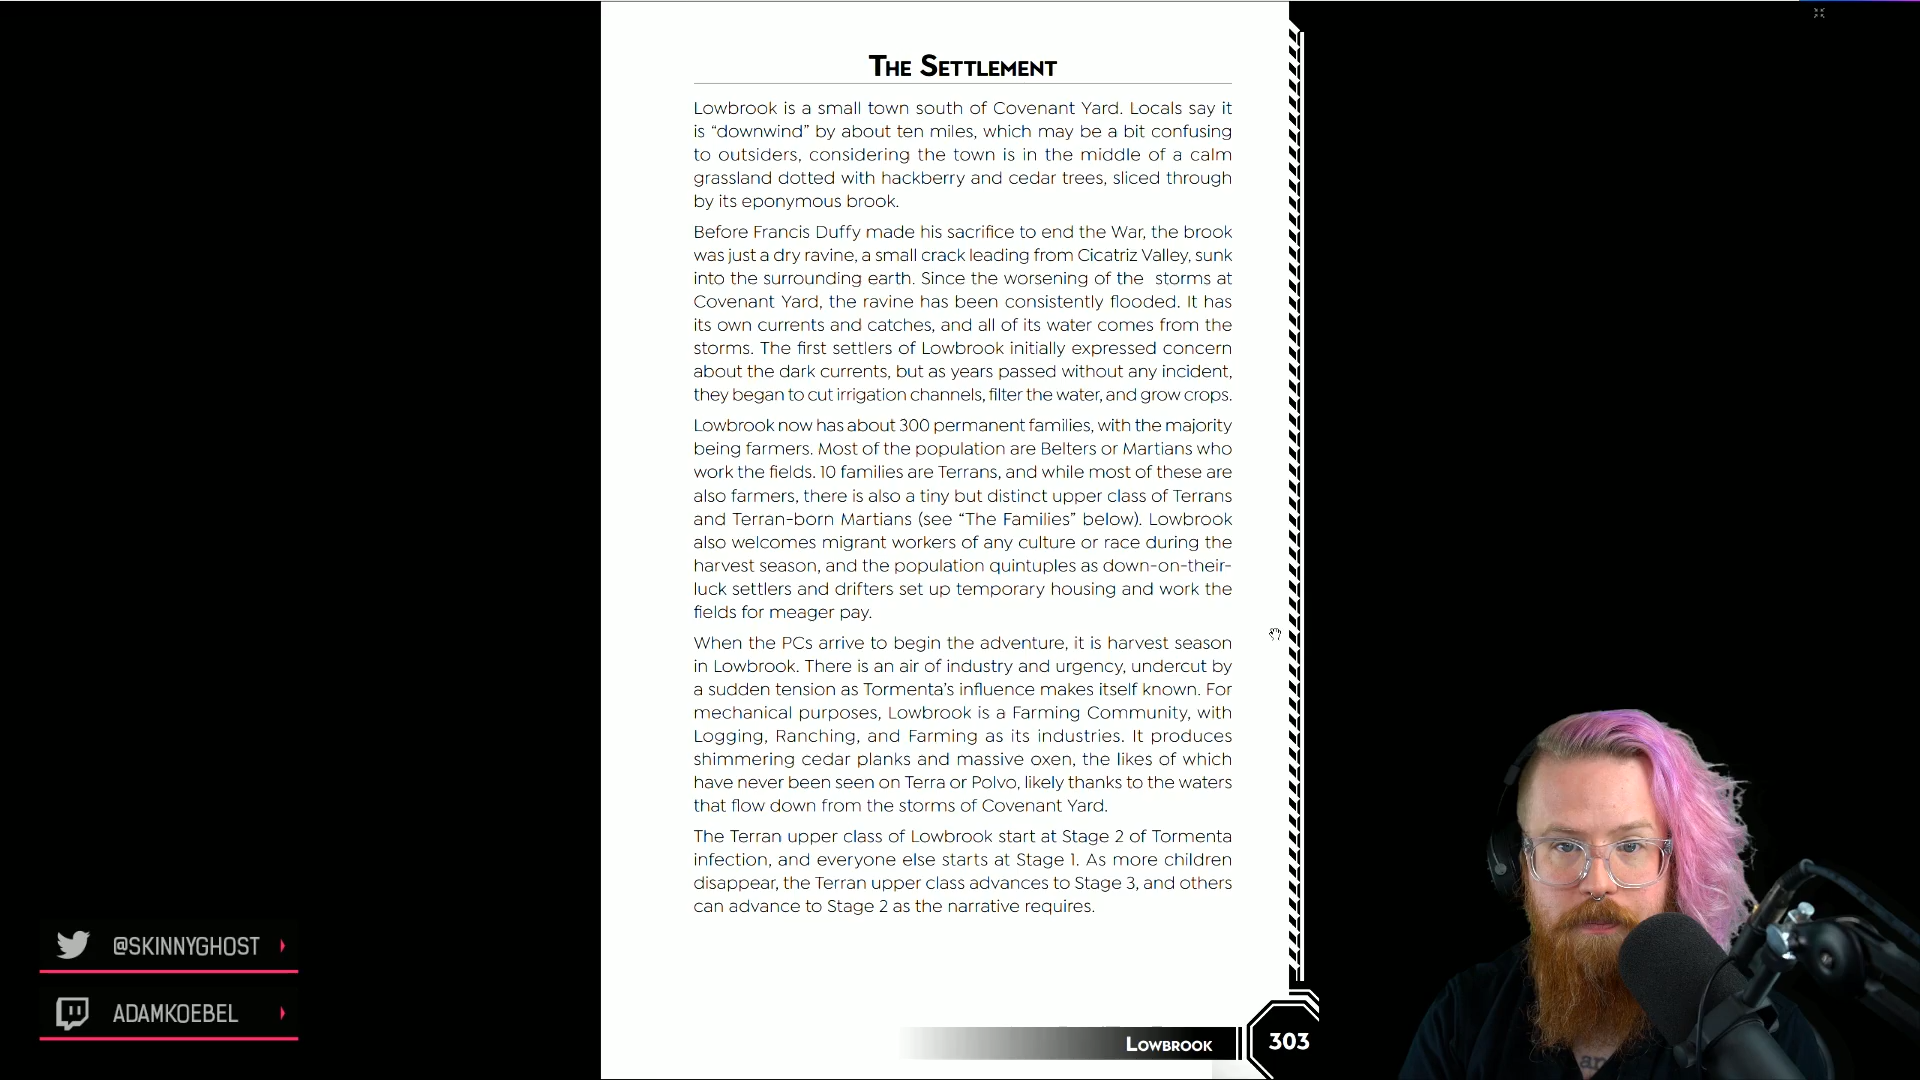 The Settlement
Lowbrook is a small town south of Covenant Yard. Locals say it
is “downwind” by about ten miles, which may be a bit confusing
to outsiders, considering the town is in the middle of a calm
grassland dotted with hackberry and cedar trees, sliced through
by its eponymous brook.
Before Francis Duffy made his sacrifice to end the War, the brook
was just a dry ravine, a small crack leading from Cicatriz Valley, sunk
into the surrounding earth. Since the worsening of the storms at
Covenant Yard, the ravine has been consistently flooded. It has
its own currents and catches, and all of its water comes from the
storms. The first settlers of Lowbrook initially expressed concern
about the dark currents, but as years passed without any incident,
they began to cut irrigation channels, filter the water, and grow crops.
Lowbrook now has about 300 permanent families, with the majority
being farmers. Most of the population are Belters or Martians who
work the fields. 10 families are Terrans, and while most of these are
also farmers, there is also a tiny but distinct upper class of Terrans
and Terran-born Martians (see “The Families” below). Lowbrook
also welcomes migrant workers of any culture or race during the
harvest season, and the population quintuples as down-on-their-
luck settlers and drifters set up temporary housing and work the
fields for meager pay.
When the PCs arrive to begin the adventure, it is harvest season
in Lowbrook. There is an air of industry and urgency, undercut by
a sudden tension as Tormenta’s influence makes itself known. For
mechanical purposes, Lowbrook is a Farming Community, with
Logging, Ranching, and Farming as its industries. It produces
shimmering cedar planks and massive oxen, the likes of which
have never been seen on Terra or Polvo, likely thanks to the waters
that flow down from the storms of Covenant Yard.
The Terran upper class of Lowbrook start at Stage 2 of Tormenta
infection, and everyone else starts at Stage 1. As more children
disappear, the Terran upper class advances to Stage 3, and others
can advance to Stage 2 as the narrative requires.
Lowbrook 303
@SKINNYGHOST
ADAMKOEBEL